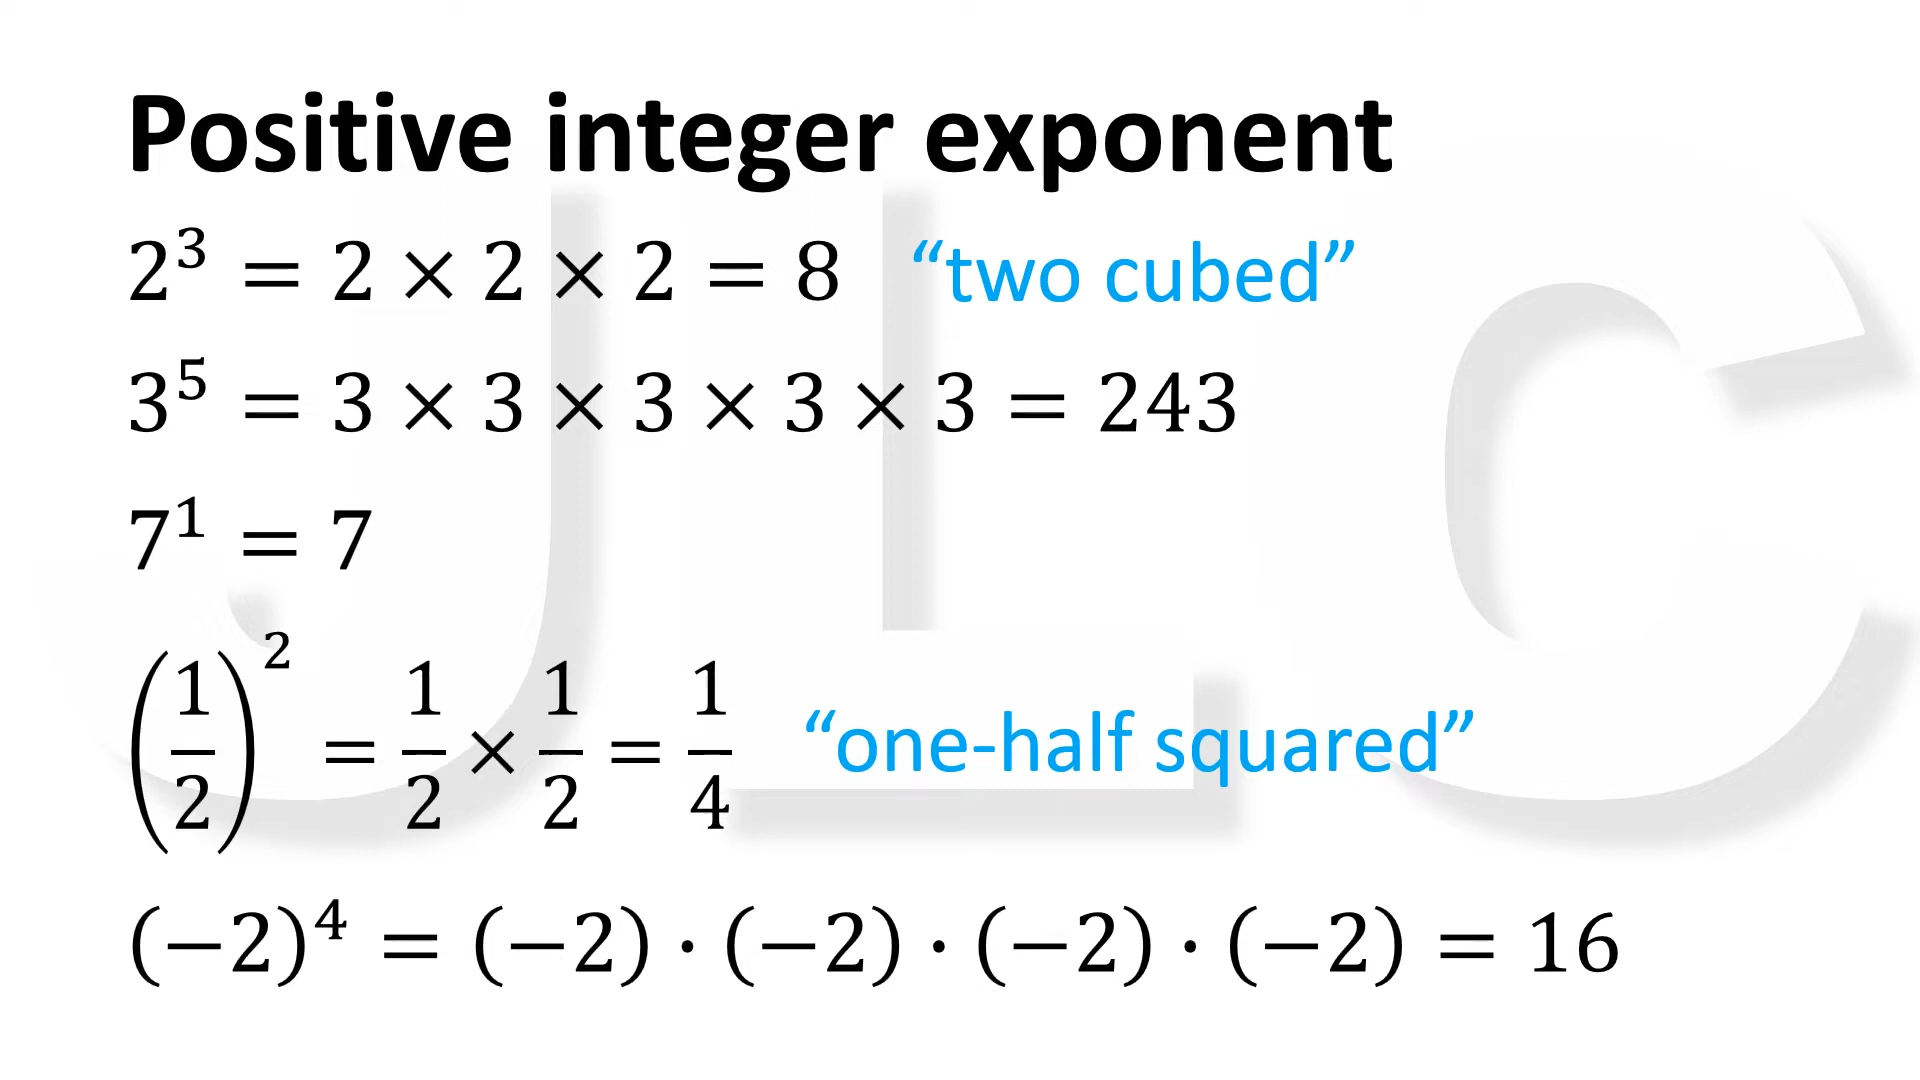 Positive integer exponent
2³ = 2 × 2 × 2 = 8 “two cubed”
3⁵ = 3 × 3 × 3 × 3 × 3 = 243
7¹ = 7
(1/2)² = 1/2 × 1/2 = 1/4 “one-half squared”
(−2)⁴ = (−2) · (−2) · (−2) · (−2) = 16
JLC